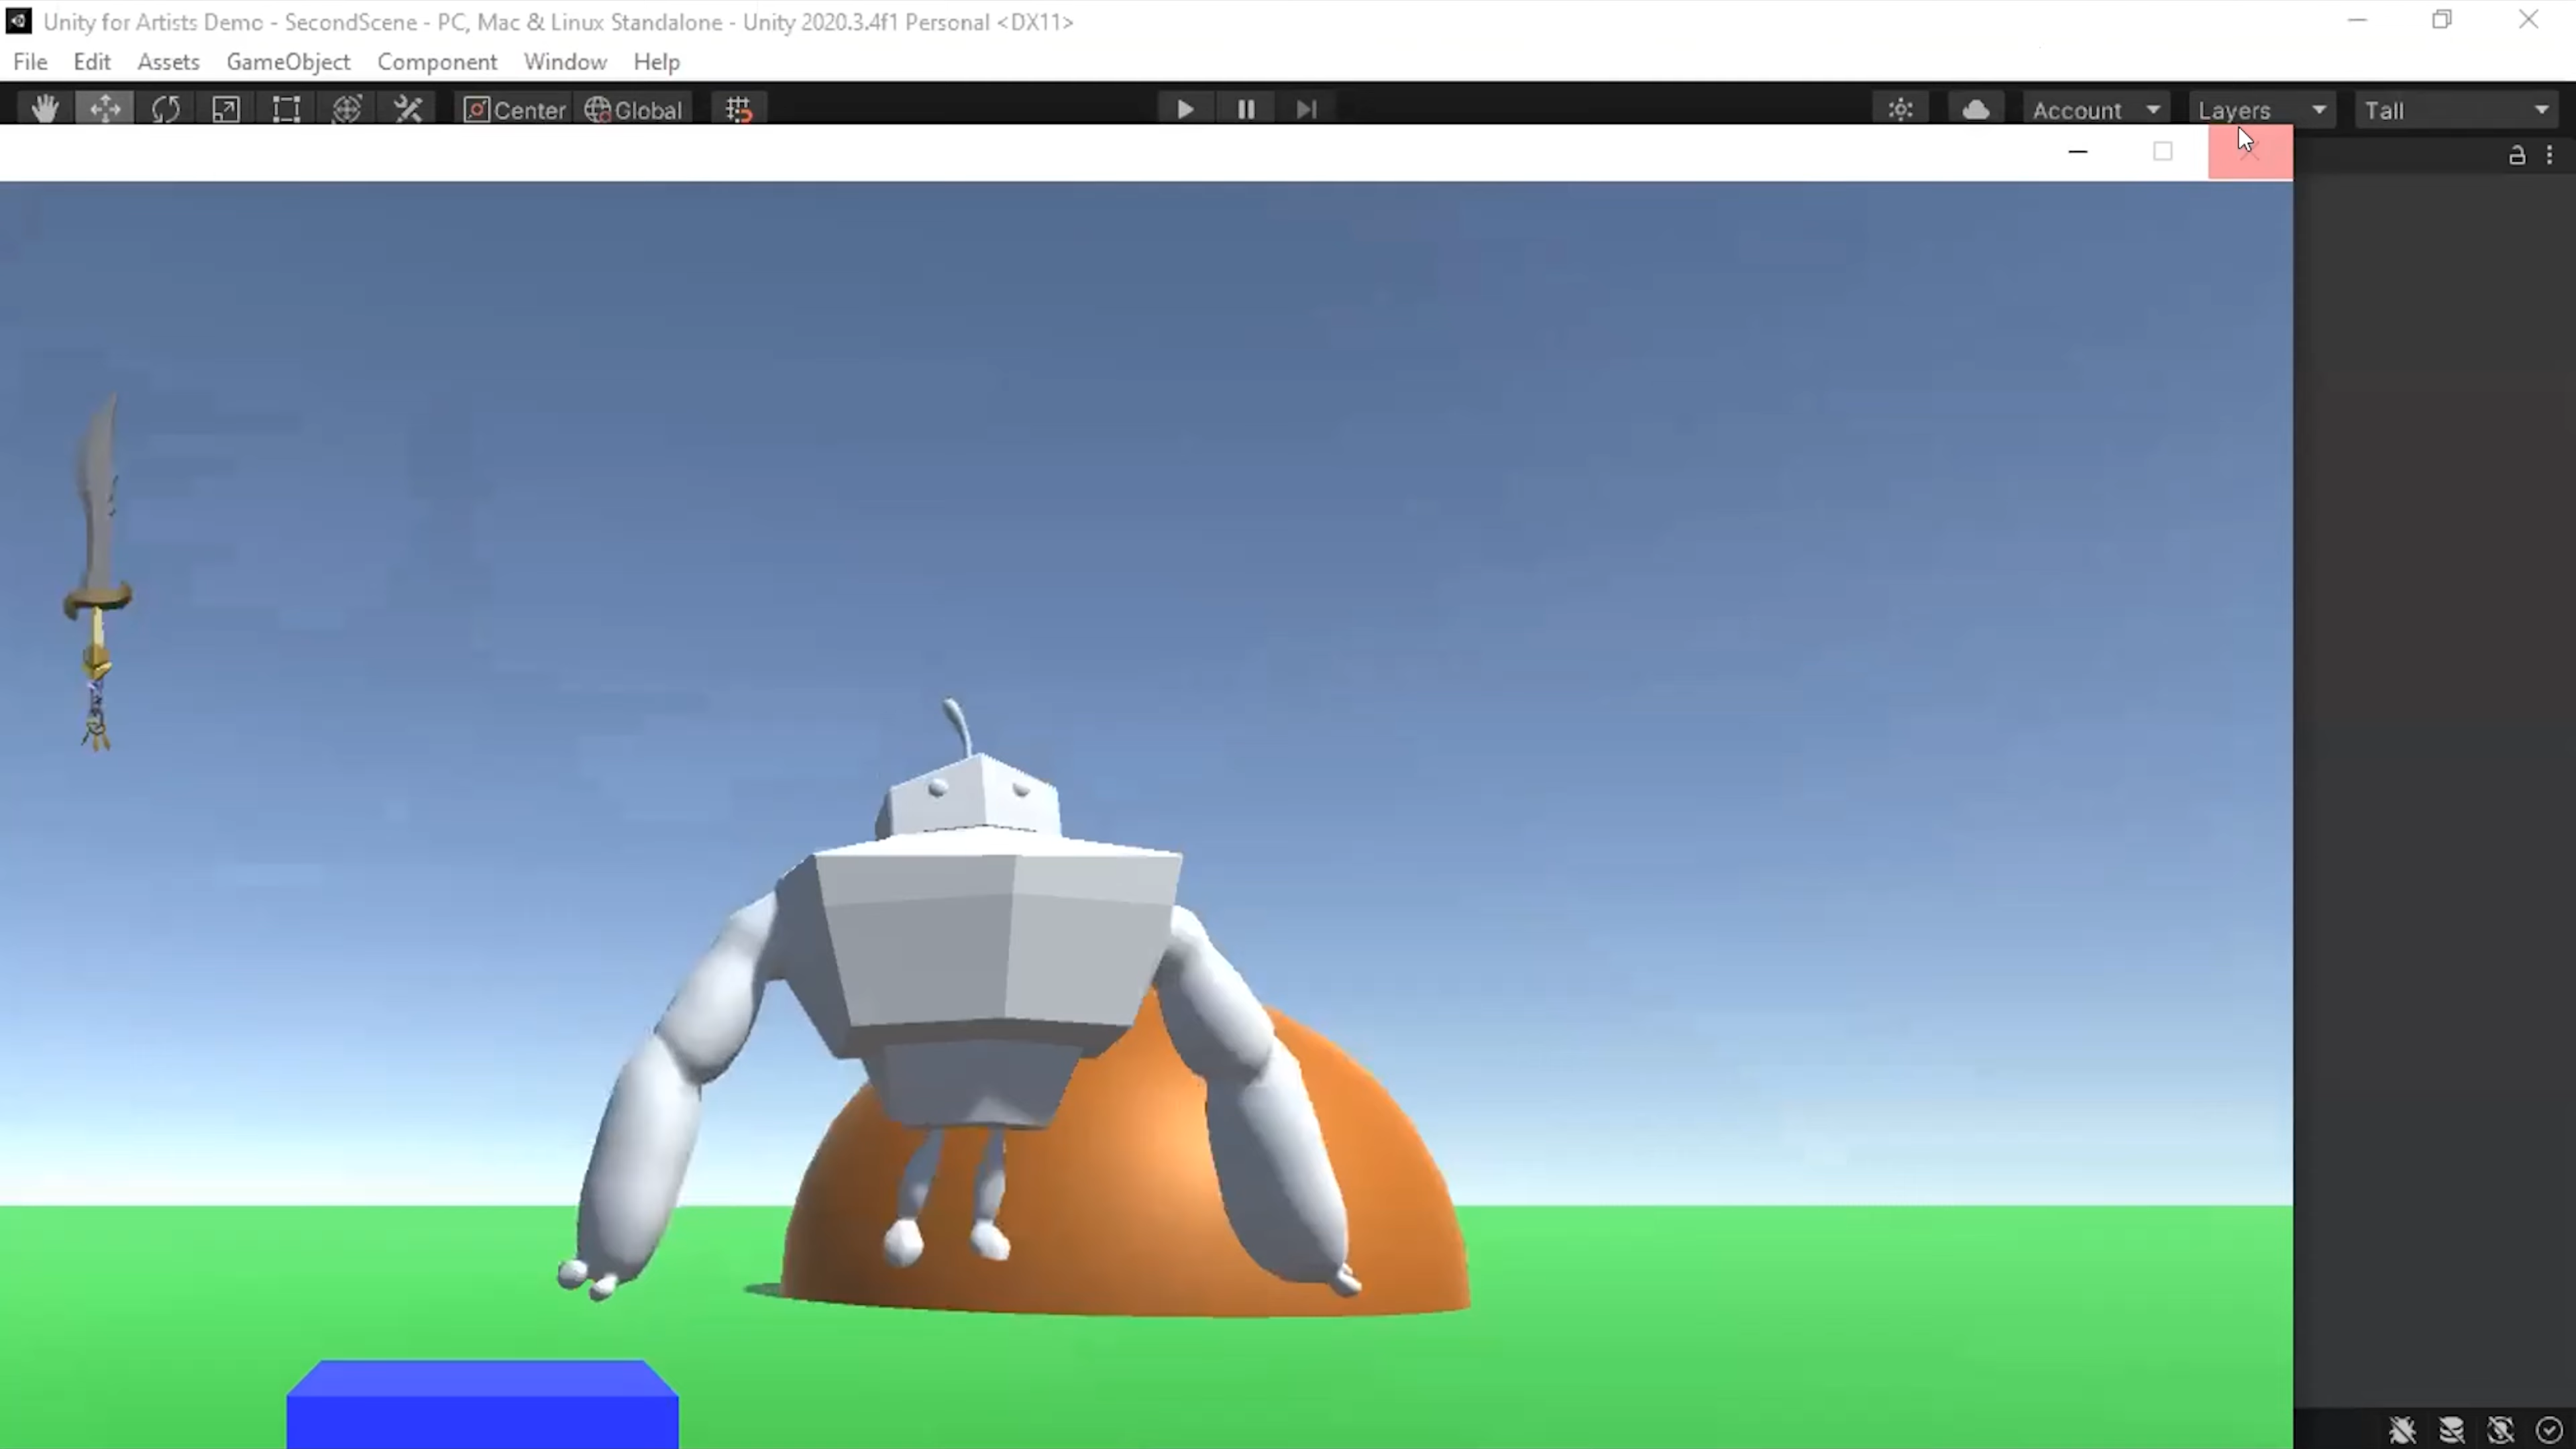 Unity for Artists Demo - SecondScene - PC, Mac & Linux Standalone - Unity 2020.3.4f1 Personal <DX11>
File Edit Assets GameObject Component Window Help
Center Global Account Layers Tall